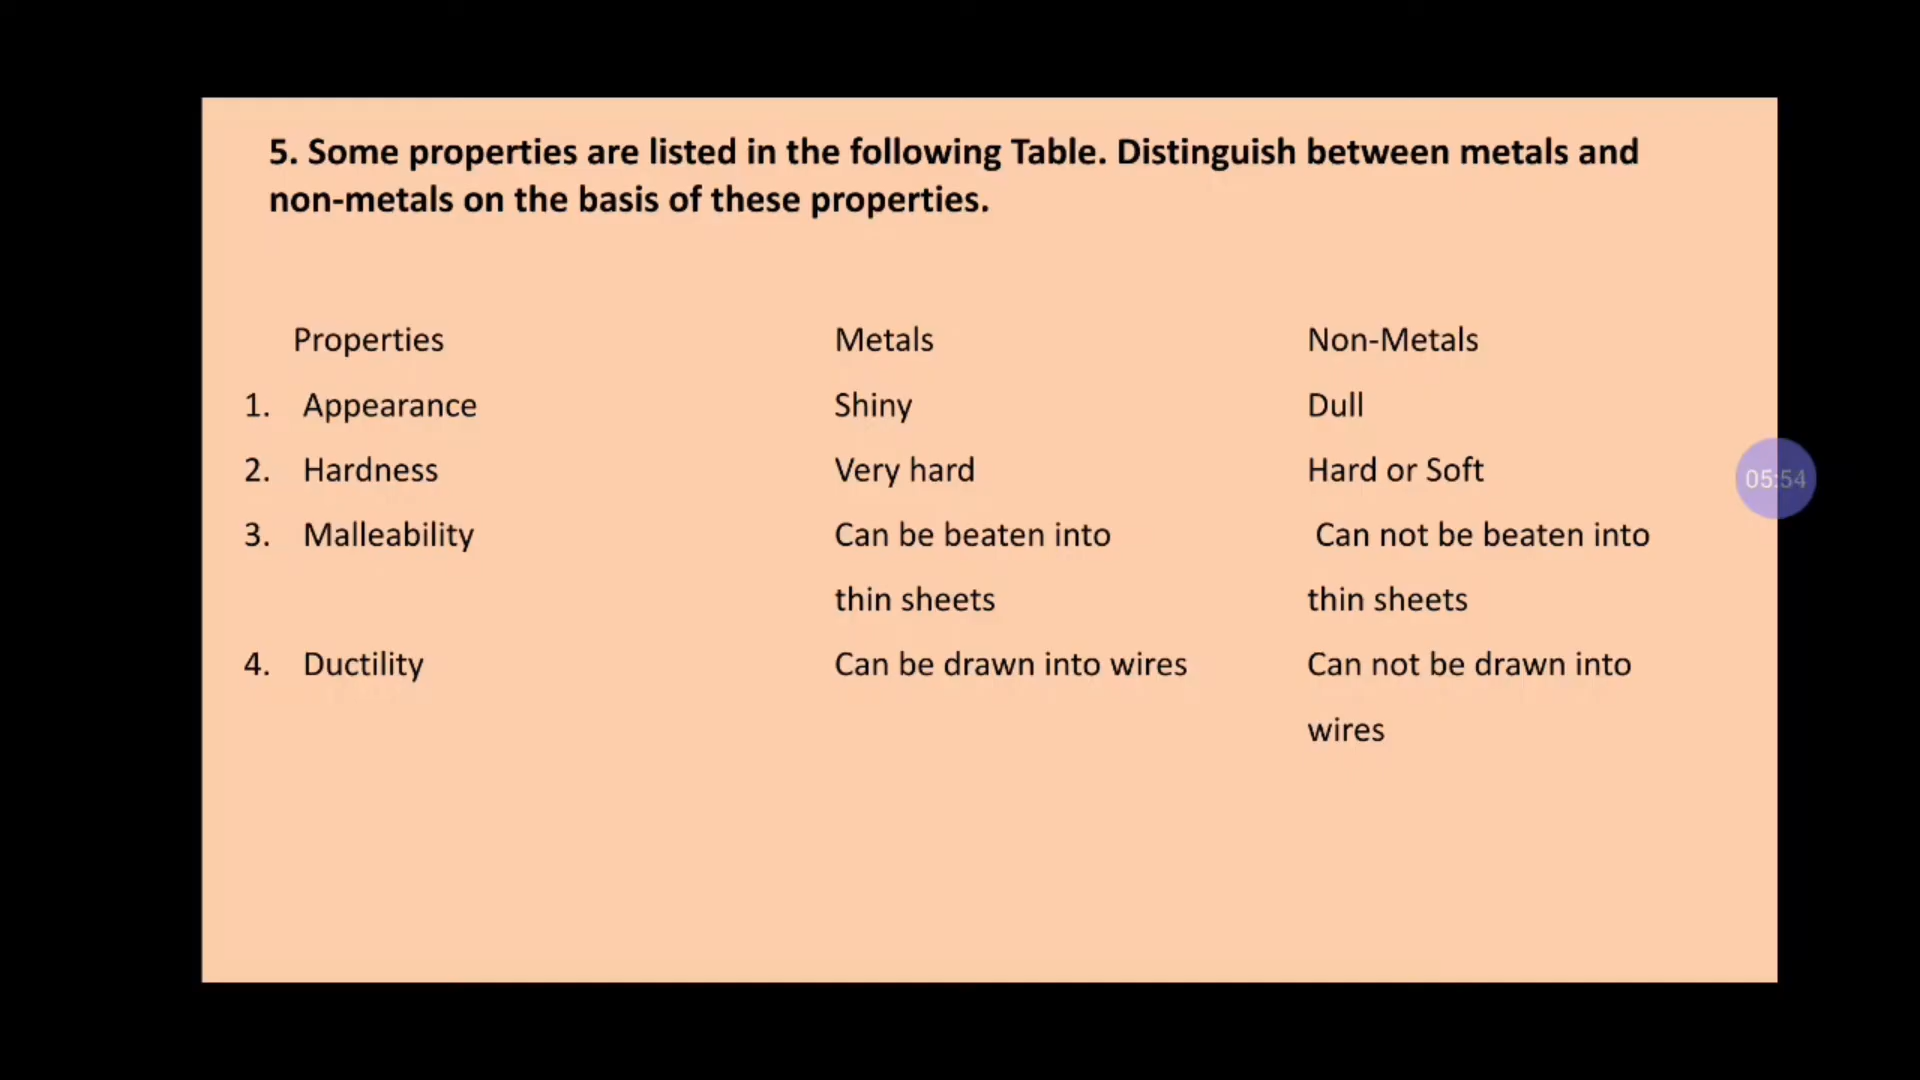 5. Some properties are listed in the following Table. Distinguish between metals and
non-metals on the basis of these properties.
Properties Metals Non-Metals
1. Appearance Shiny Dull
2. Hardness Very hard Hard or Soft
3. Malleability Can be beaten into Can not be beaten into
thin sheets thin sheets
4. Ductility Can be drawn into wires Can not be drawn into
wires
05:54